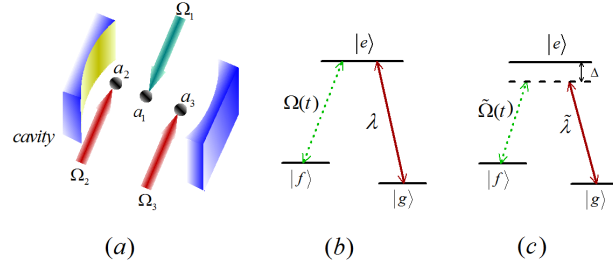 Ω₁
a₂
a₁
a₃
cavity
Ω₂
Ω₃
(a)
|e⟩
Ω(t)
λ
|f⟩
|g⟩
(b)
|e⟩
Δ
Ω̃(t)
λ̃
|f⟩
|g⟩
(c)